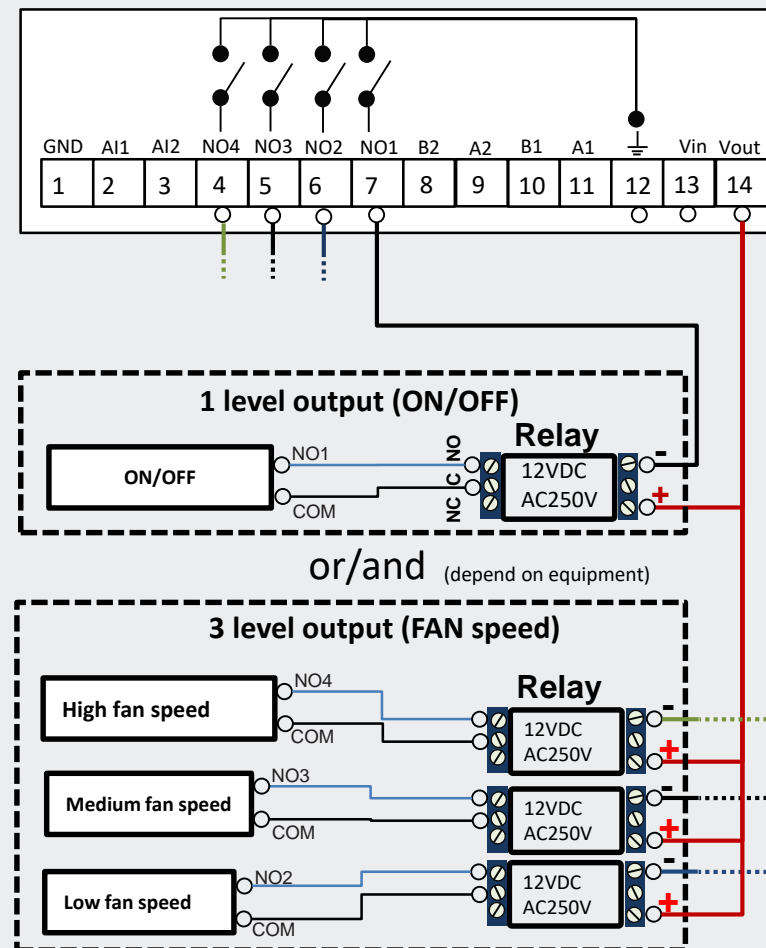 GND AI1 AI2 NO4 NO3 NO2 NO1 B2 A2 B1 A1 Vin Vout
1 2 3 4 5 6 7 8 9 10 11 12 13 14
1 level output (ON/OFF)
Relay
ON/OFF
NO1
COM
NO
C
NC
12VDC
AC250V
-
+
or/and (depend on equipment)
3 level output (FAN speed)
Relay
High fan speed
NO4
COM
12VDC
AC250V
-
+
Medium fan speed
NO3
COM
12VDC
AC250V
-
+
Low fan speed
NO2
COM
12VDC
AC250V
-
+